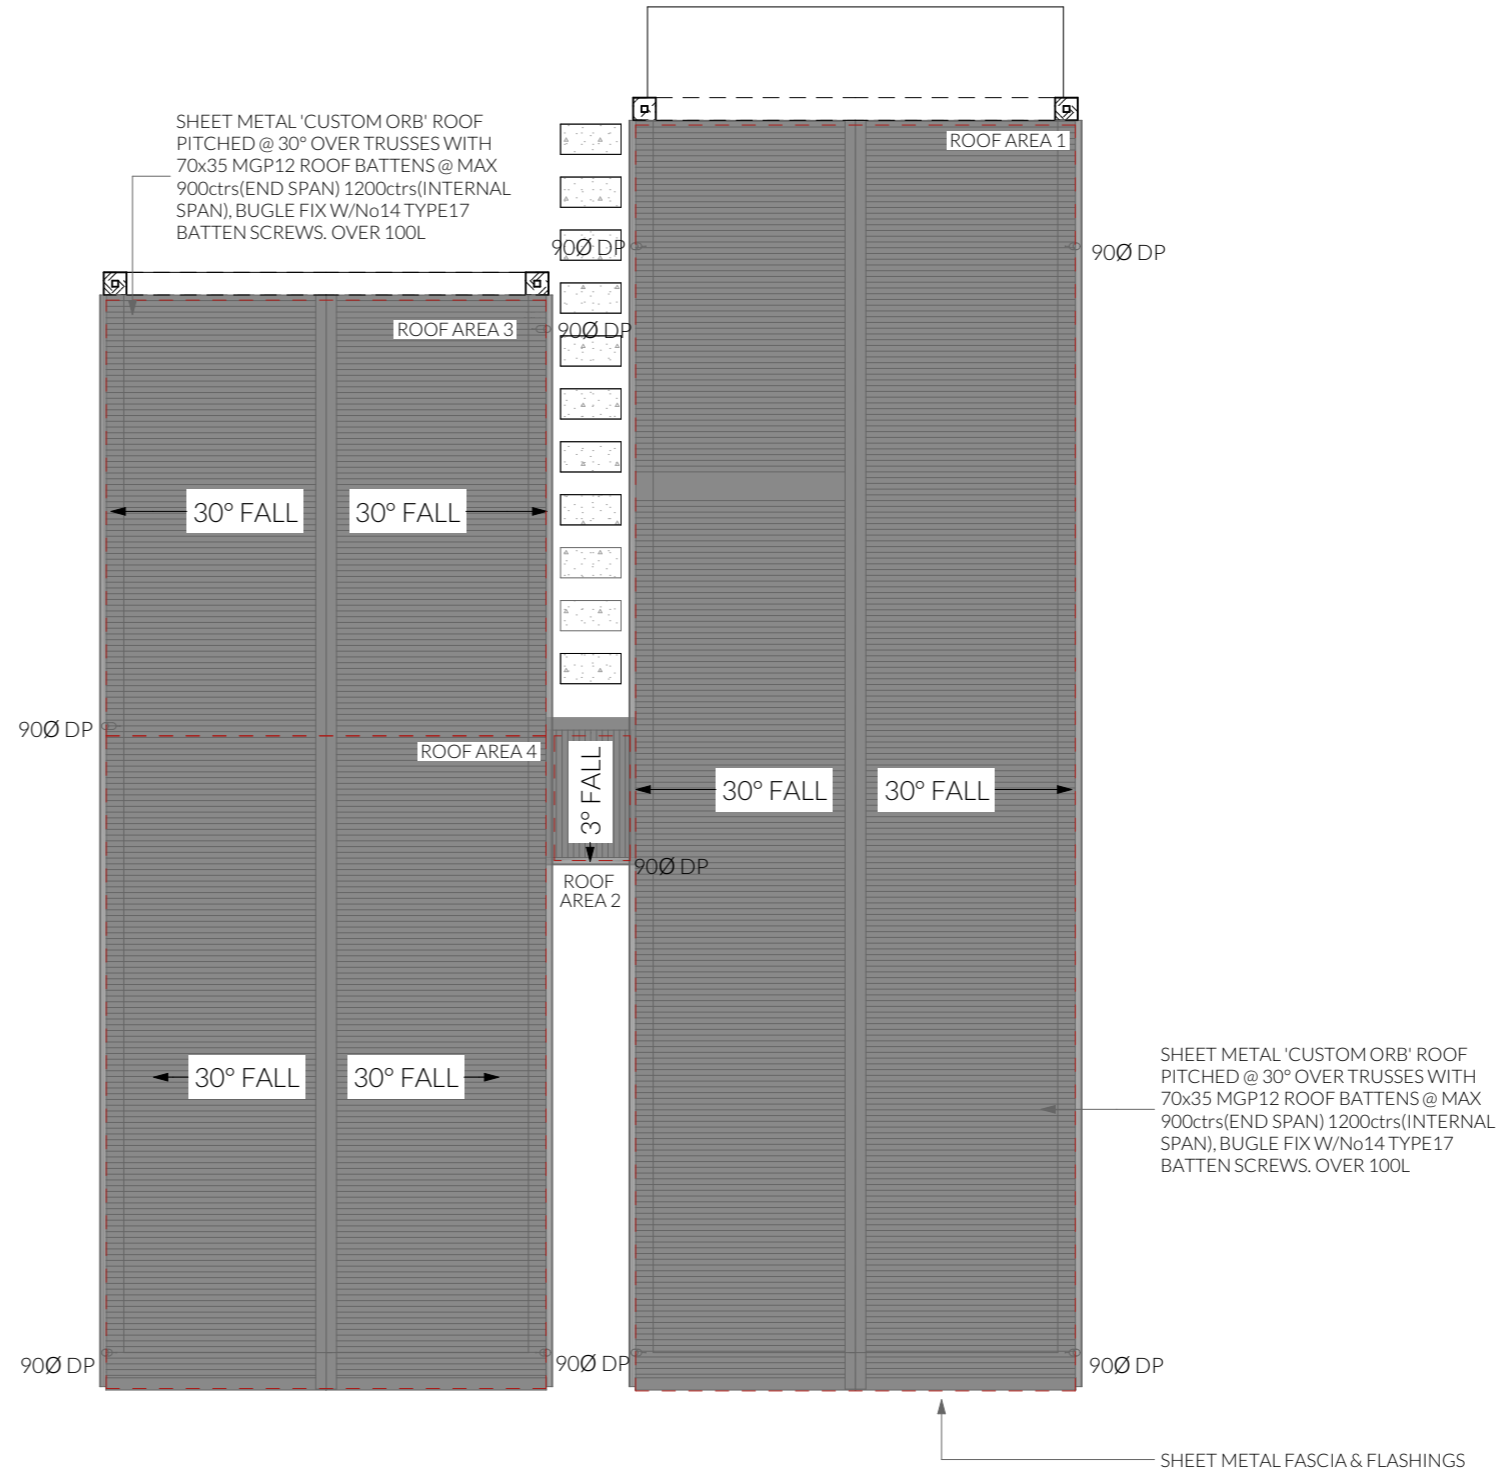 SHEET METAL 'CUSTOM ORB' ROOF
PITCHED @ 30° OVER TRUSSES WITH
70x35 MGP12 ROOF BATTENS @ MAX
900ctrs(END SPAN) 1200ctrs(INTERNAL
SPAN), BUGLE FIX W/No14 TYPE17
BATTEN SCREWS. OVER 100L
ROOF AREA 1
90Ø DP
90Ø DP
ROOF AREA 3
90Ø DP
30° FALL
30° FALL
90Ø DP
ROOF AREA 4
3° FALL
30° FALL
30° FALL
90Ø DP
ROOF
AREA 2
30° FALL
30° FALL
SHEET METAL 'CUSTOM ORB' ROOF
PITCHED @ 30° OVER TRUSSES WITH
70x35 MGP12 ROOF BATTENS @ MAX
900ctrs(END SPAN) 1200ctrs(INTERNAL
SPAN), BUGLE FIX W/No14 TYPE17
BATTEN SCREWS. OVER 100L
90Ø DP
90Ø DP
90Ø DP
SHEET METAL FASCIA & FLASHINGS